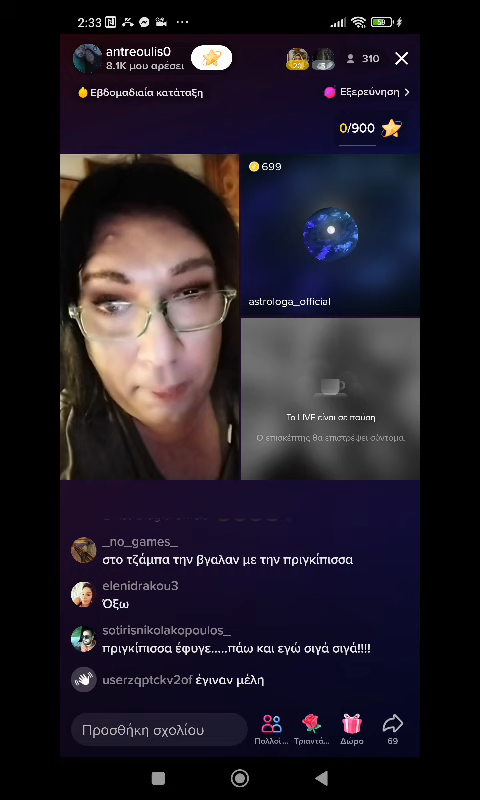 2:33
59
antreoulis0
8.1K μου αρέσει
310
Εβδομαδιαία κατάταξη
Εξερεύνηση
0/900
699
astrologa_official
Το LIVE είναι σε παύση
Ο επισκέπτης θα επιστρέψει σύντομα.
_no_games_
στο τζάμπα την βγαλαν με την πριγκίπισσα
elenidrakou3
Όξω
sotirisnikolakopoulos_
πριγκίπισσα έφυγε.....πάω και εγώ σιγά σιγά!!!!
userzqptckv2of έγιναν μέλη
Προσθήκη σχολίου
Πολλοί...
Τριαντά...
Δώρο
69